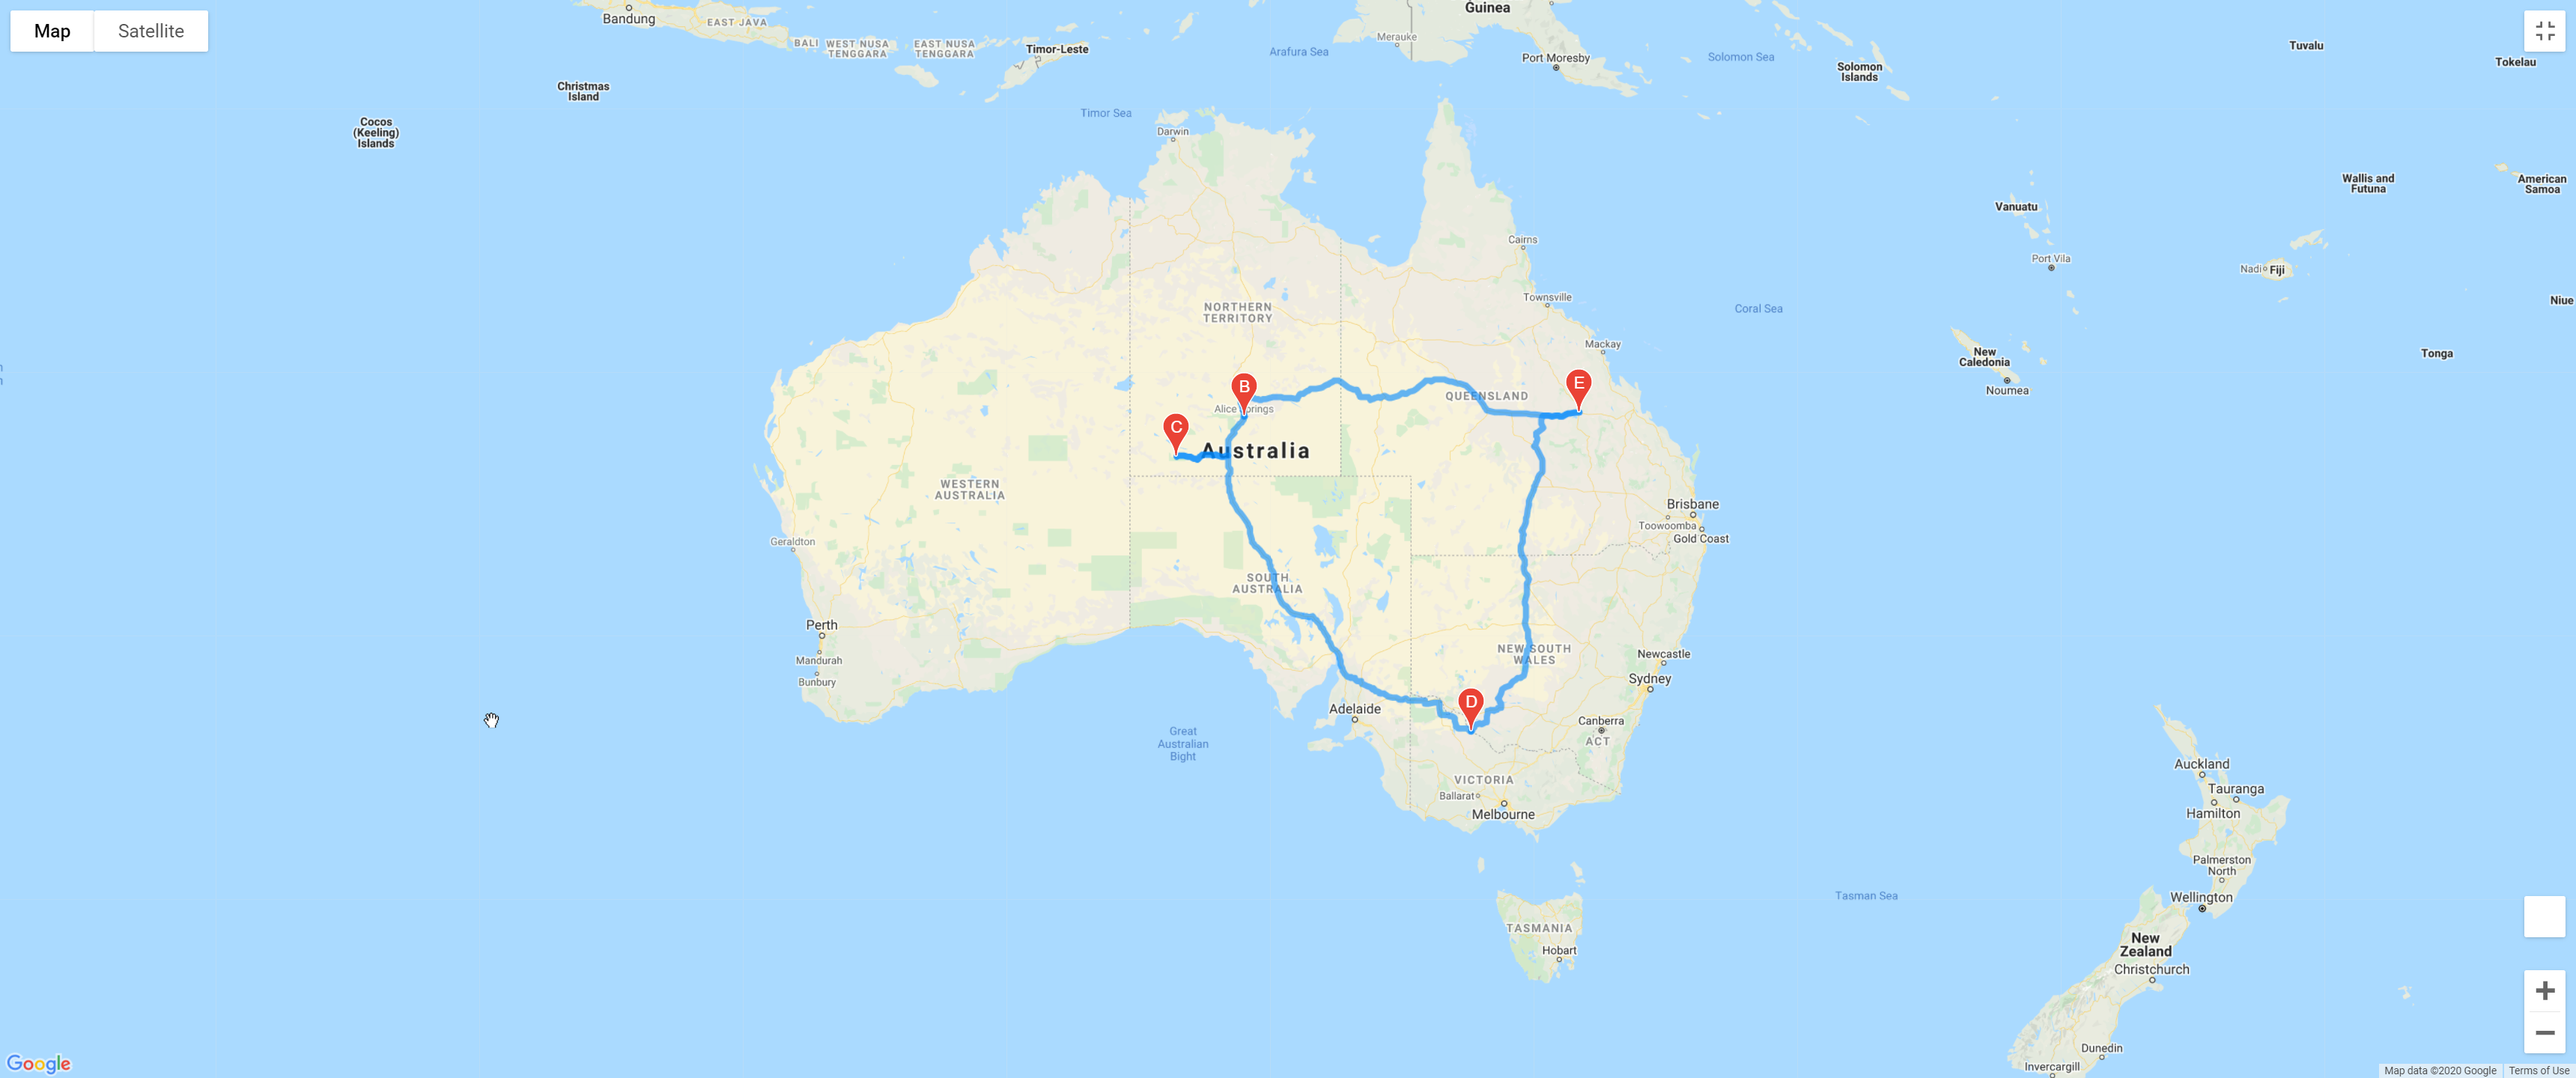 Map
Satellite
Bandung
EAST JAVA
BALI
WEST NUSA
TENGGARA
EAST NUSA
TENGGARA
Timor-Leste
Arafura Sea
Guinea
Merauke
Port Moresby
Solomon Sea
Solomon
Islands
Tuvalu
Tokelau
Christmas
Island
Cocos
(Keeling)
Islands
Timor Sea
Darwin
Wallis and
Futuna
American
Samoa
Vanuatu
Cairns
Port Vila
Nadi
Fiji
Niue
Townsville
NORTHERN
TERRITORY
Coral Sea
Mackay
New
Caledonia
Tonga
Noumea
B
E
QUEENSLAND
Alice Springs
C
Australia
WESTERN
AUSTRALIA
Brisbane
Toowoomba
Gold Coast
Geraldton
SOUTH
AUSTRALIA
Perth
NEW SOUTH
WALES
Newcastle
Mandurah
Bunbury
Sydney
D
Adelaide
Canberra
ACT
Great
Australian
Bight
VICTORIA
Ballarat
Melbourne
Auckland
Tauranga
Hamilton
Palmerston
North
Tasman Sea
Wellington
TASMANIA
Hobart
New
Zealand
Christchurch
Dunedin
Invercargill
Google
Map data ©2020 Google
Terms of Use